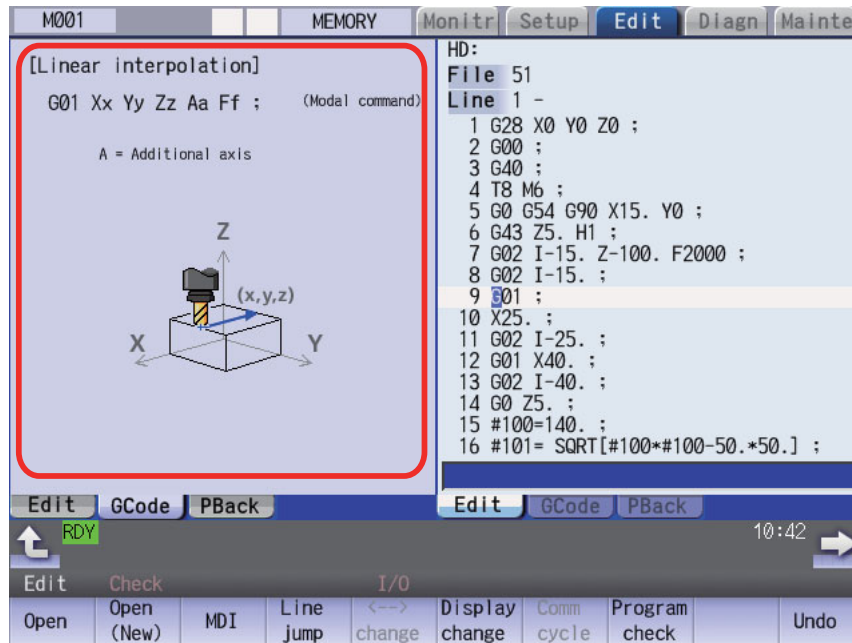 M001 MEMORY Monitr Setup Edit Diagn Mainte
[Linear interpolation]
G01 Xx Yy Zz Aa Ff ; (Modal command)
A = Additional axis
Z
(x,y,z)
X Y
HD:
File 51
Line 1 -
1 G28 X0 Y0 Z0 ;
2 G00 ;
3 G40 ;
4 T8 M6 ;
5 G0 G54 G90 X15. Y0 ;
6 G43 Z5. H1 ;
7 G02 I-15. Z-100. F2000 ;
8 G02 I-15. ;
9 G01 ;
10 X25. ;
11 G02 I-25. ;
12 G01 X40. ;
13 G02 I-40. ;
14 G0 Z5. ;
15 #100=140. ;
16 #101= SQRT[#100*#100-50.*50.] ;
Edit GCode PBack Edit GCode PBack
RDY 10:42
Edit Check I/O
Open Open (New) MDI Line jump <--> change Display change Comm cycle Program check Undo